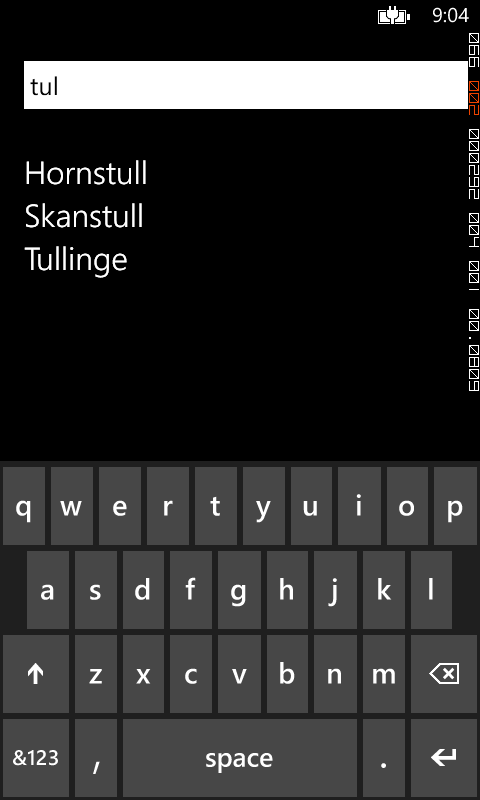 9:04
tul
Hornstull
Skanstull
Tullinge
q w e r t y u i o p
a s d f g h j k l
z x c v b n m
&123 , space .